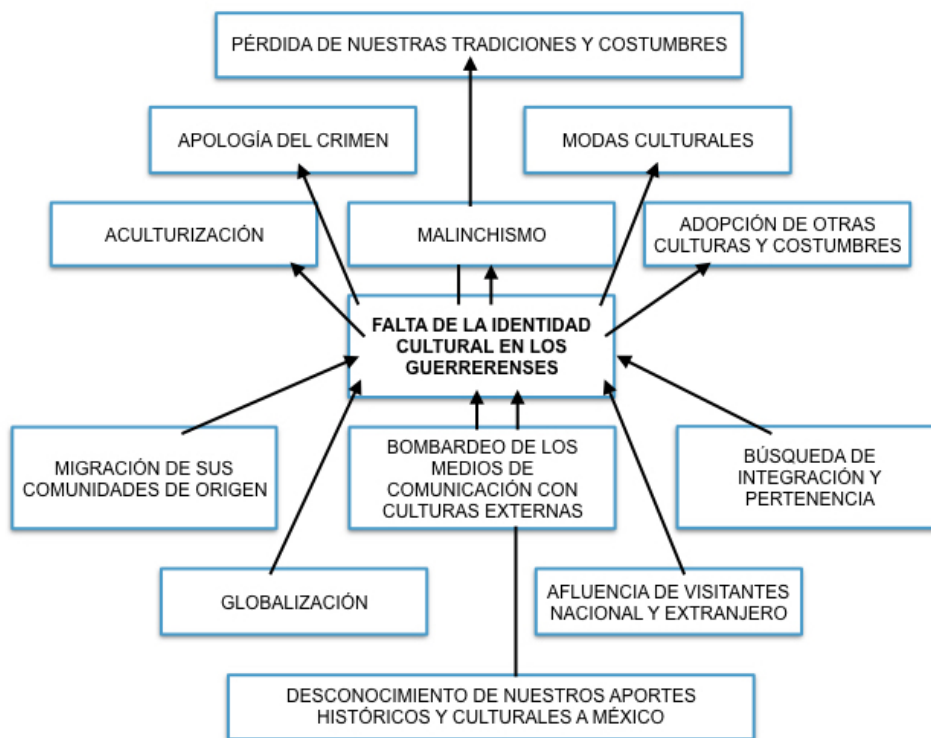 PÉRDIDA DE NUESTRAS TRADICIONES Y COSTUMBRES
APOLOGÍA DEL CRIMEN
MODAS CULTURALES
ACULTURIZACIÓN
MALINCHISMO
ADOPCIÓN DE OTRAS
CULTURAS Y COSTUMBRES
FALTA DE LA IDENTIDAD
CULTURAL EN LOS
GUERRERENSES
MIGRACIÓN DE SUS
COMUNIDADES DE ORIGEN
BOMBARDEO DE LOS
MEDIOS DE
COMUNICACIÓN CON
CULTURAS EXTERNAS
BÚSQUEDA DE
INTEGRACIÓN Y
PERTENENCIA
GLOBALIZACIÓN
AFLUENCIA DE VISITANTES
NACIONAL Y EXTRANJERO
DESCONOCIMIENTO DE NUESTROS APORTES
HISTÓRICOS Y CULTURALES A MÉXICO